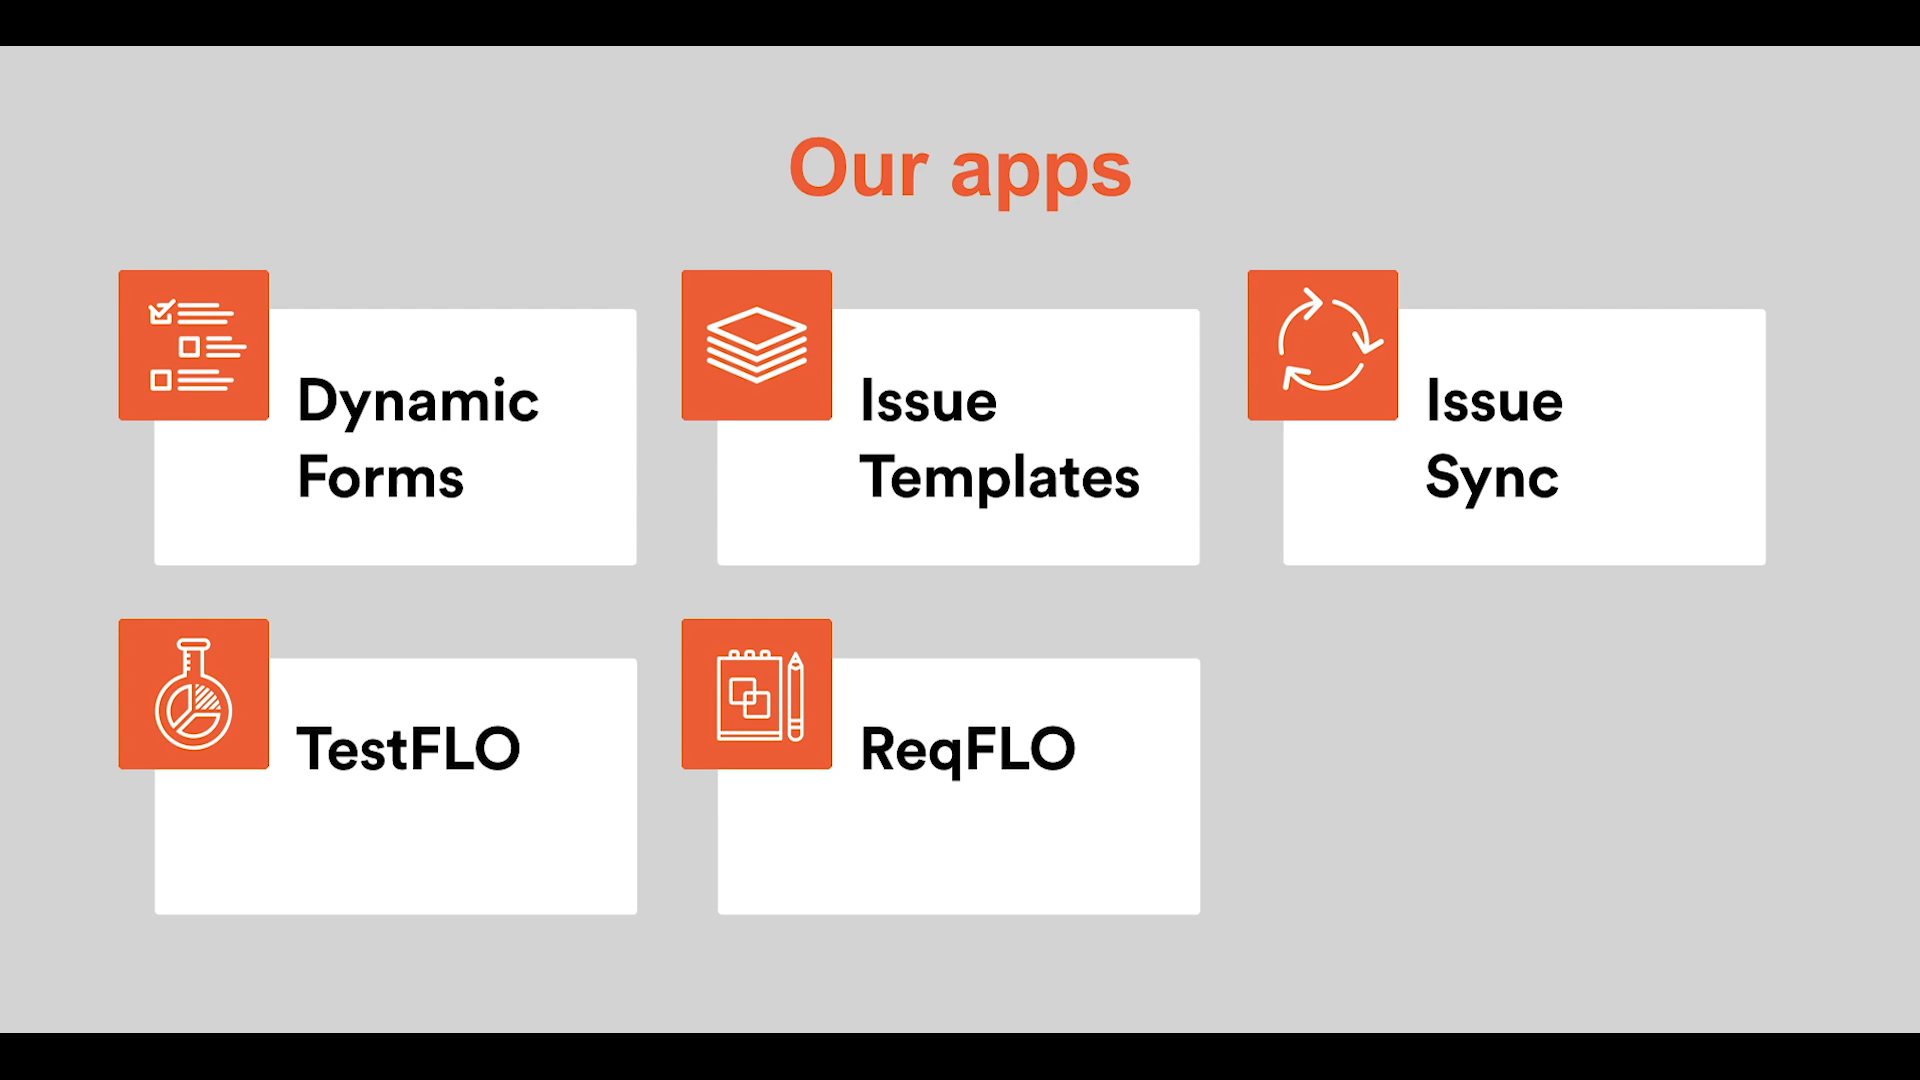 Our apps
Dynamic
Forms
Issue
Templates
Issue
Sync
TestFLO
ReqFLO